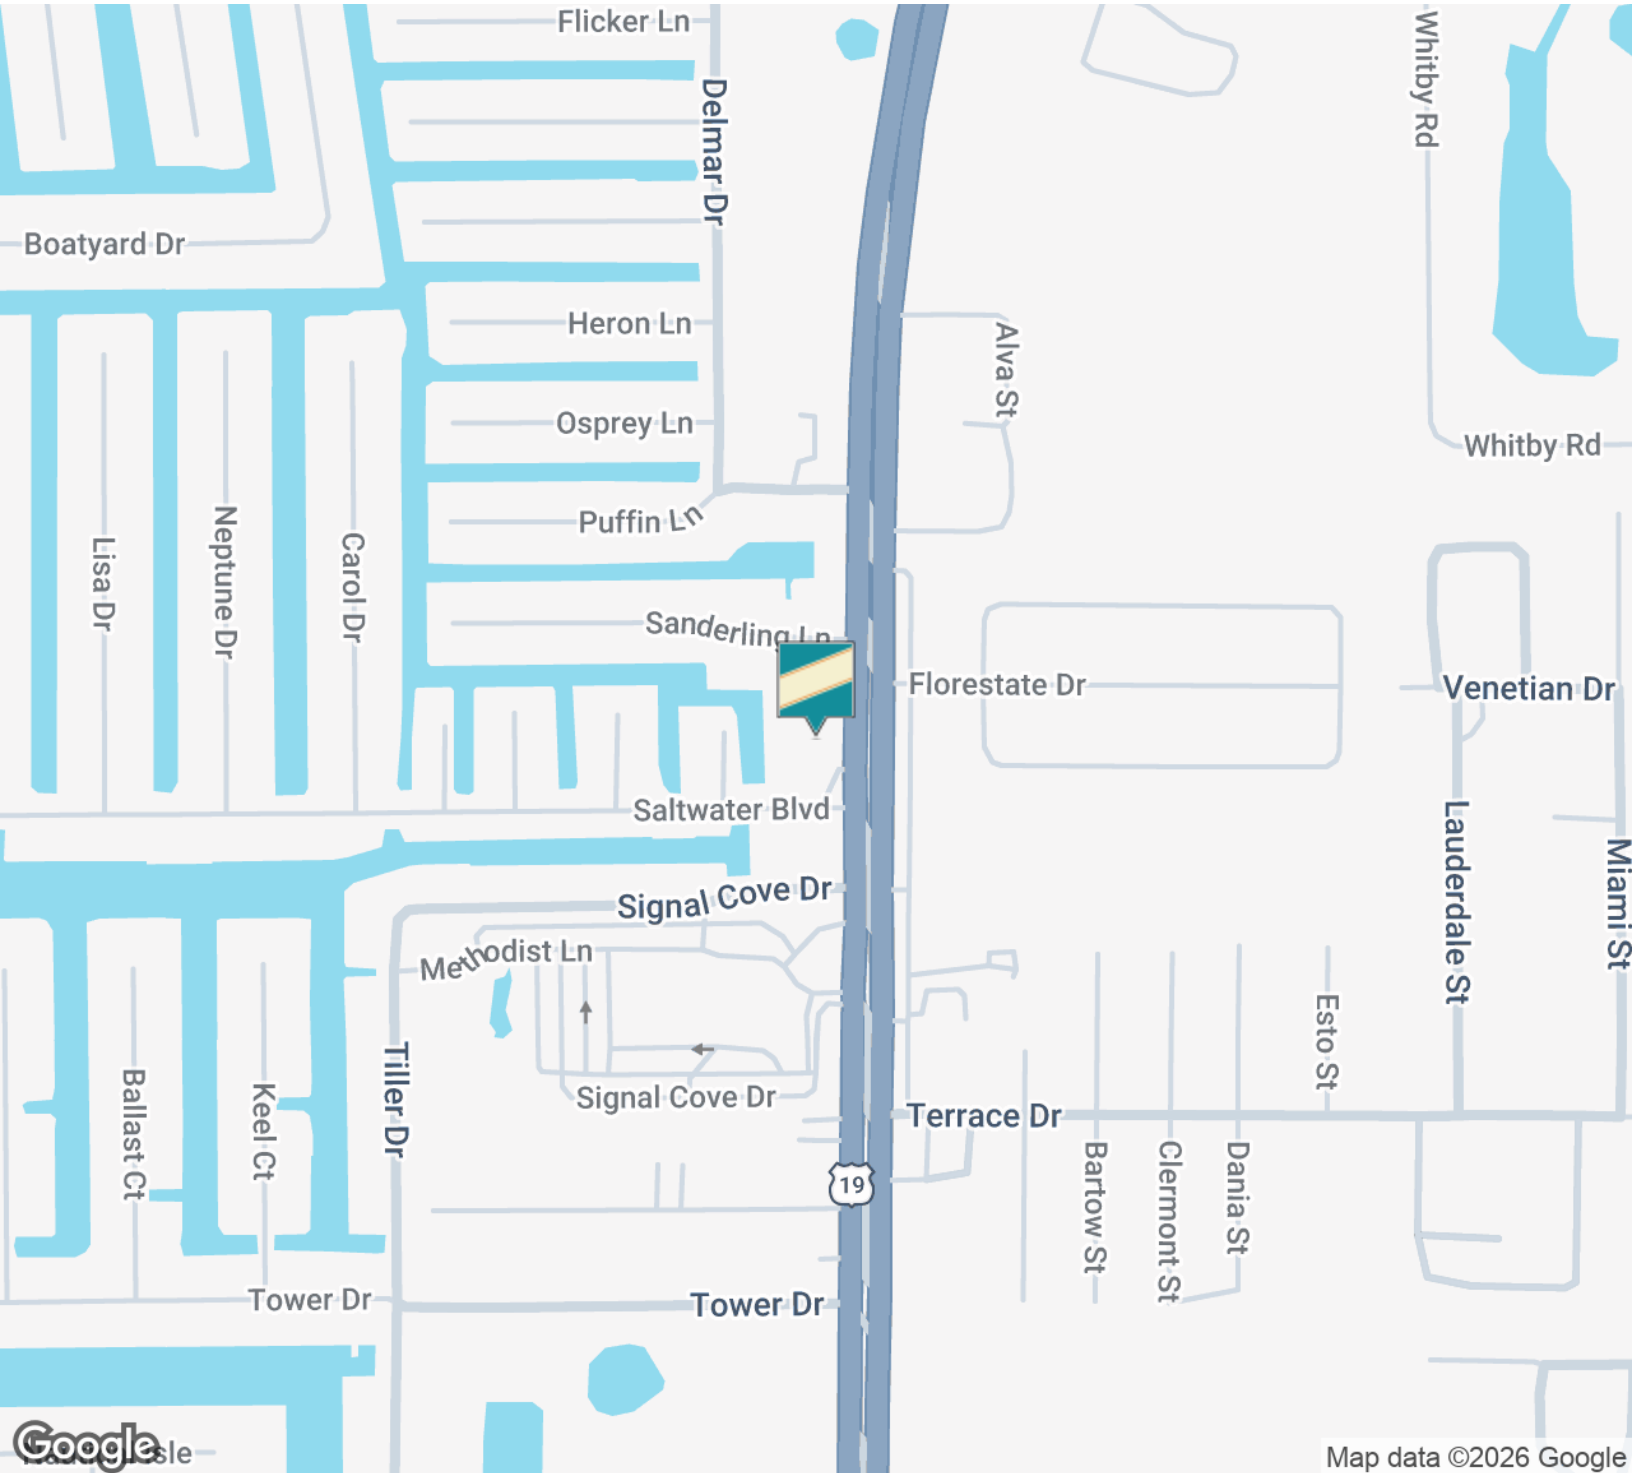 Flicker Ln
Delmar Dr
Whitby Rd
Boatyard Dr
Heron Ln
Alva St
Osprey Ln
Whitby Rd
Puffin Ln
Lisa Dr
Neptune Dr
Carol Dr
Sanderling Ln
Florestate Dr
Venetian Dr
Saltwater Blvd
Lauderdale St
Miami St
Signal Cove Dr
Methodist Ln
Esto St
Tiller Dr
Ballast Ct
Keel Ct
Signal Cove Dr
Terrace Dr
19
Bartow St
Clermont St
Dania St
Tower Dr
Tower Dr
Google
Isle
Map data ©2026 Google